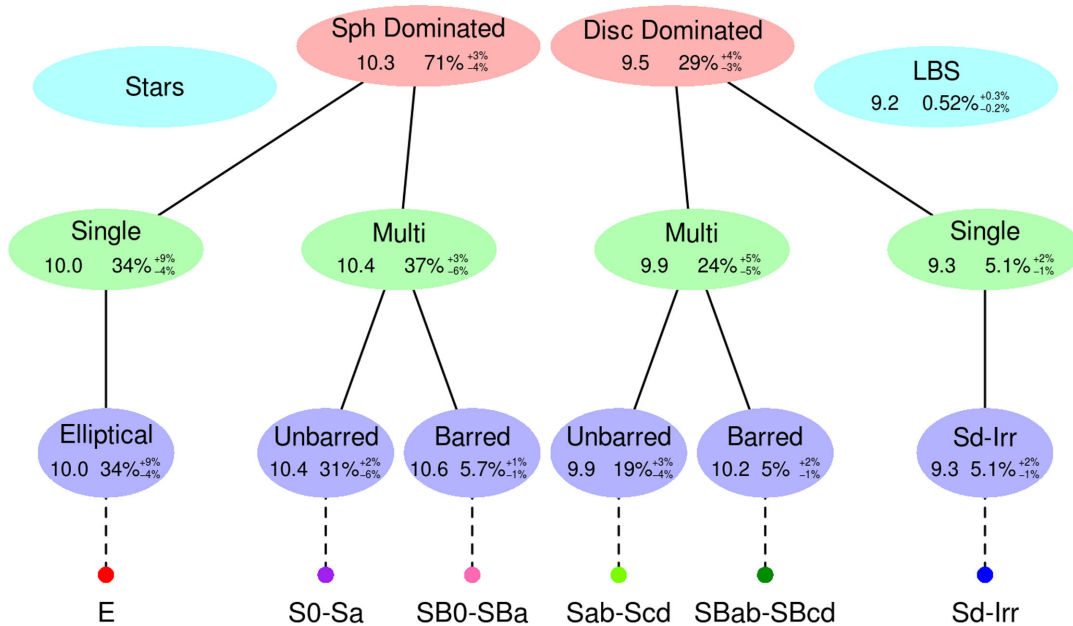 Sph Dominated
10.3 71% +3% −4%
Disc Dominated
9.5 29% +4% −3%
Stars
LBS
9.2 0.52% +0.3% −0.2%
Single
10.0 34% +9% −4%
Multi
10.4 37% +3% −6%
Multi
9.9 24% +5% −5%
Single
9.3 5.1% +2% −1%
Elliptical
10.0 34% +9% −4%
Unbarred
10.4 31% +2% −6%
Barred
10.6 5.7% +1% −1%
Unbarred
9.9 19% +3% −4%
Barred
10.2 5% +2% −1%
Sd-Irr
9.3 5.1% +2% −1%
E
S0-Sa
SB0-SBa
Sab-Scd
SBab-SBcd
Sd-Irr